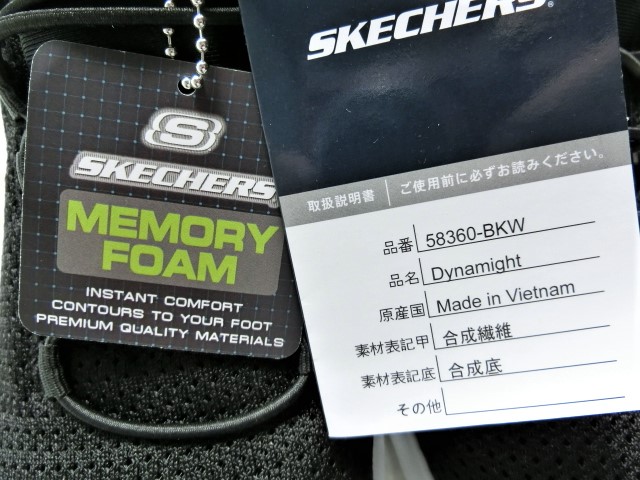 S
SKECHERS
MEMORY
FOAM
INSTANT COMFORT
CONTOURS TO YOUR FOOT
PREMIUM QUALITY MATERIALS
SKECHERS®
取扱説明書 | ご使用前に必ずお読みください。
品番 58360-BKW
品名 Dynamight
原産国 Made in Vietnam
素材表記甲 合成繊維
素材表記底 合成底
その他